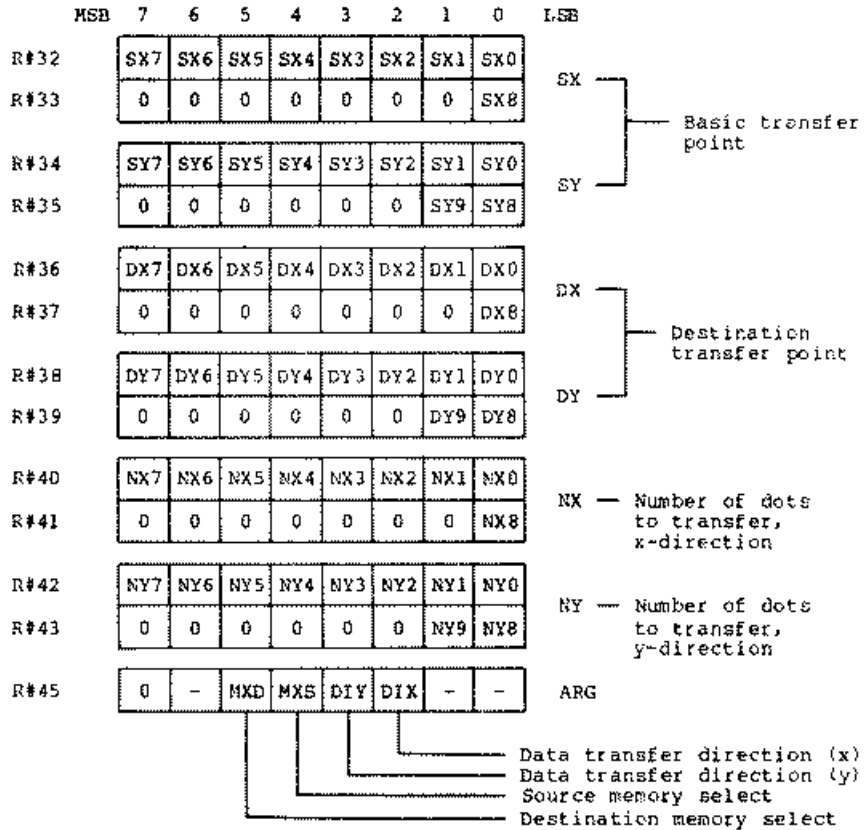 MSB 7 6 5 4 3 2 1 0 LSB
R#32 SX7 SX6 SX5 SX4 SX3 SX2 SX1 SX0
SX
R#33 0 0 0 0 0 0 0 SX8
Basic transfer
point
R#34 SY7 SY6 SY5 SY4 SY3 SY2 SY1 SY0
SY
R#35 0 0 0 0 0 0 SY9 SY8
R#36 DX7 DX6 DX5 DX4 DX3 DX2 DX1 DX0
DX
R#37 0 0 0 0 0 0 0 DX8
Destination
transfer point
R#38 DY7 DY6 DY5 DY4 DY3 DY2 DY1 DY0
DY
R#39 0 0 0 0 0 0 DY9 DY8
R#40 NX7 NX6 NX5 NX4 NX3 NX2 NX1 NX0
NX Number of dots
R#41 0 0 0 0 0 0 0 NX8
to transfer,
x-direction
R#42 NY7 NY6 NY5 NY4 NY3 NY2 NY1 NY0
NY Number of dots
R#43 0 0 0 0 0 0 NY9 NY8
to transfer,
y-direction
R#45 0 - MXD MXS DIY DIX - - ARG
Data transfer direction (x)
Data transfer direction (y)
Source memory select
Destination memory select